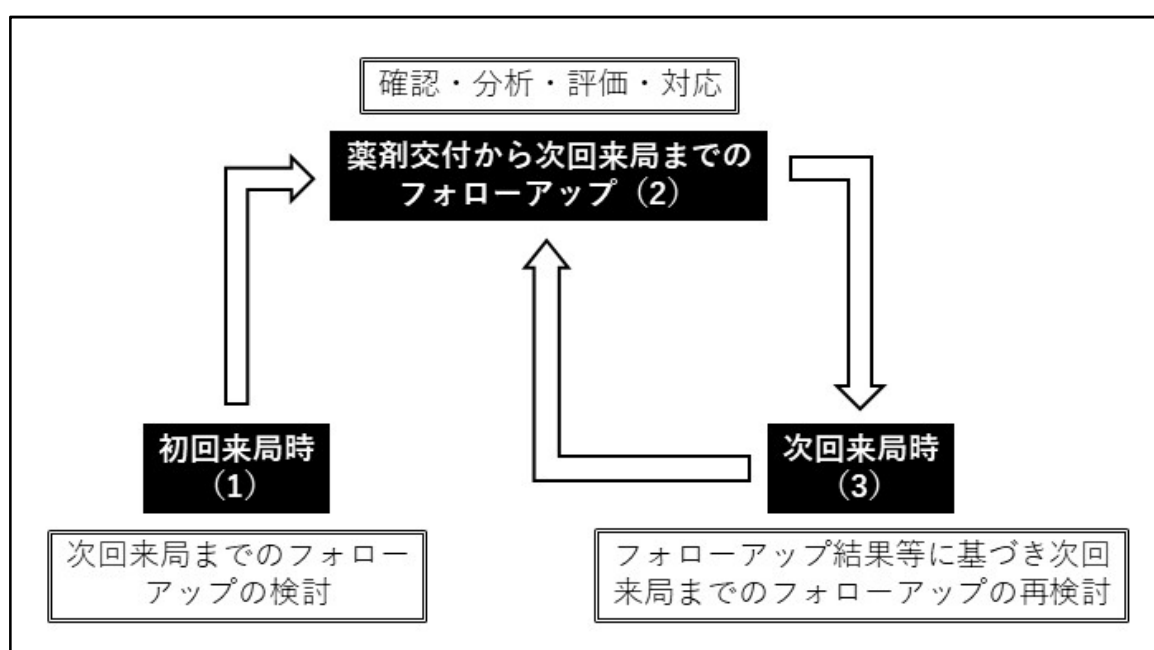 確認・分析・評価・対応
薬剤交付から次回来局までの
フォローアップ（2）
初回来局時
（1）
次回来局までのフォロー
アップの検討
次回来局時
（3）
フォローアップ結果等に基づき次回
来局までのフォローアップの再検討